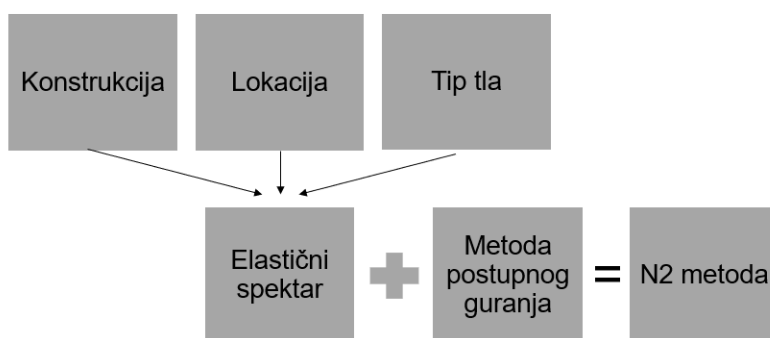 Konstrukcija
Lokacija
Tip tla
Elastični
spektar
Metoda
postupnog
guranja
=
N2 metoda